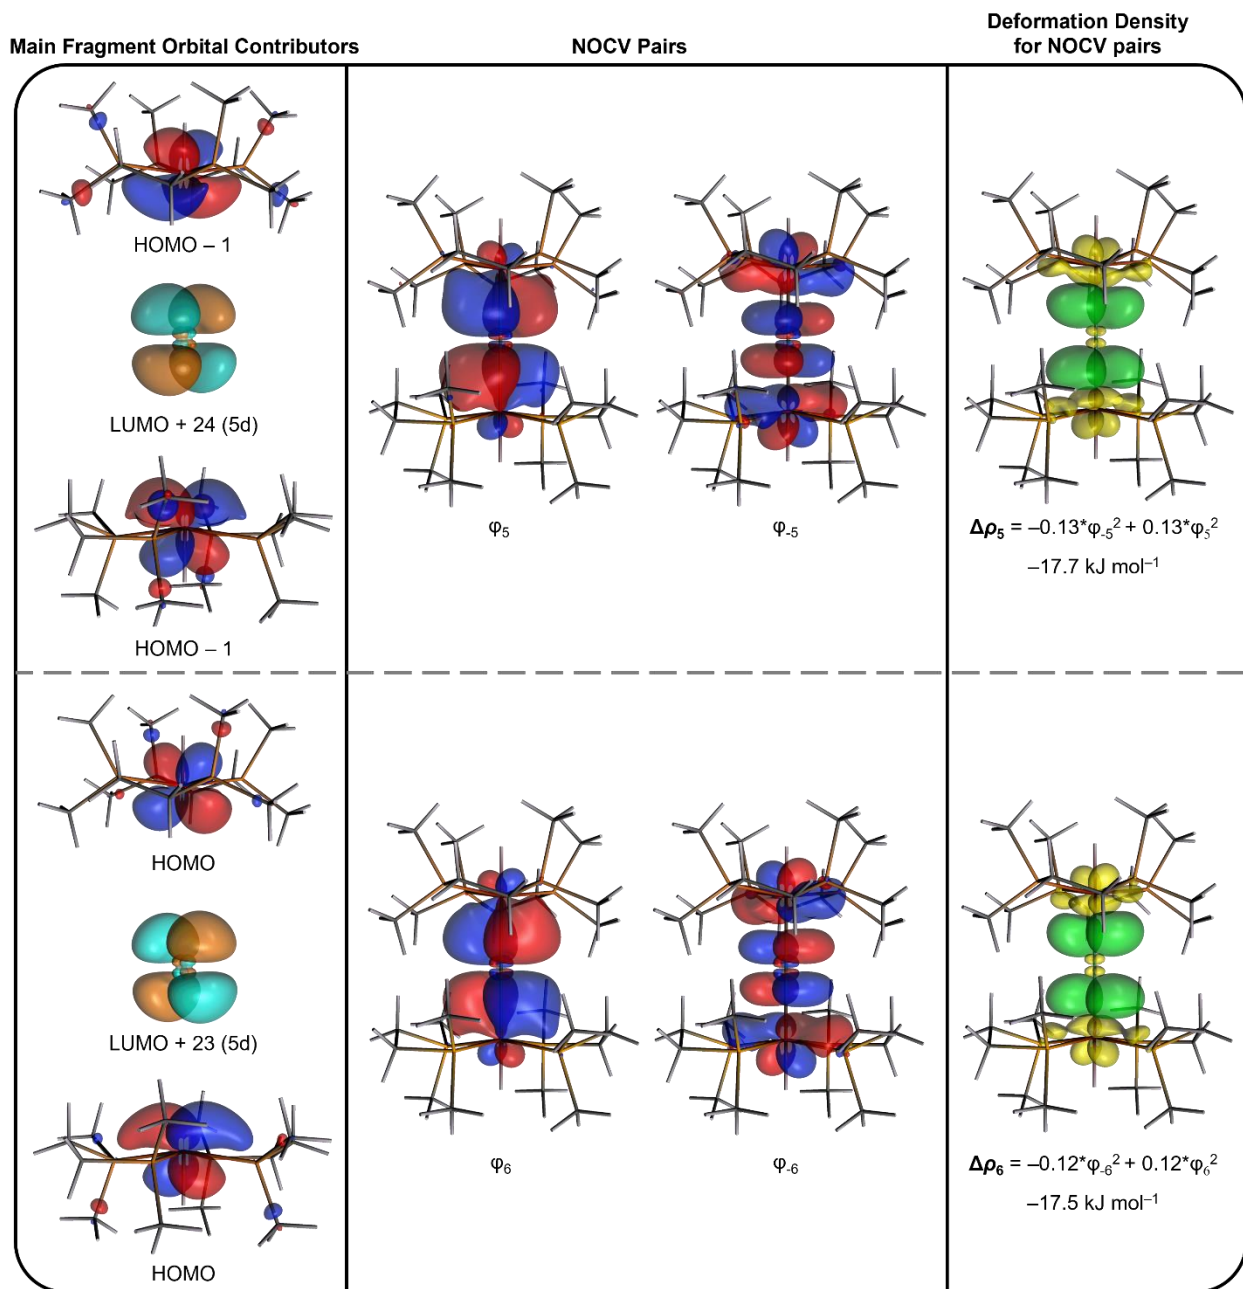 Main Fragment Orbital Contributors
NOCV Pairs
Deformation Density
for NOCV pairs
HOMO – 1
LUMO + 24 (5d)
HOMO – 1
φ₅
φ₋₅
Δρ₅ = –0.13*φ₋₅² + 0.13*φ₅²
–17.7 kJ mol⁻¹
HOMO
LUMO + 23 (5d)
HOMO
φ₆
φ₋₆
Δρ₆ = –0.12*φ₋₆² + 0.12*φ₆²
–17.5 kJ mol⁻¹